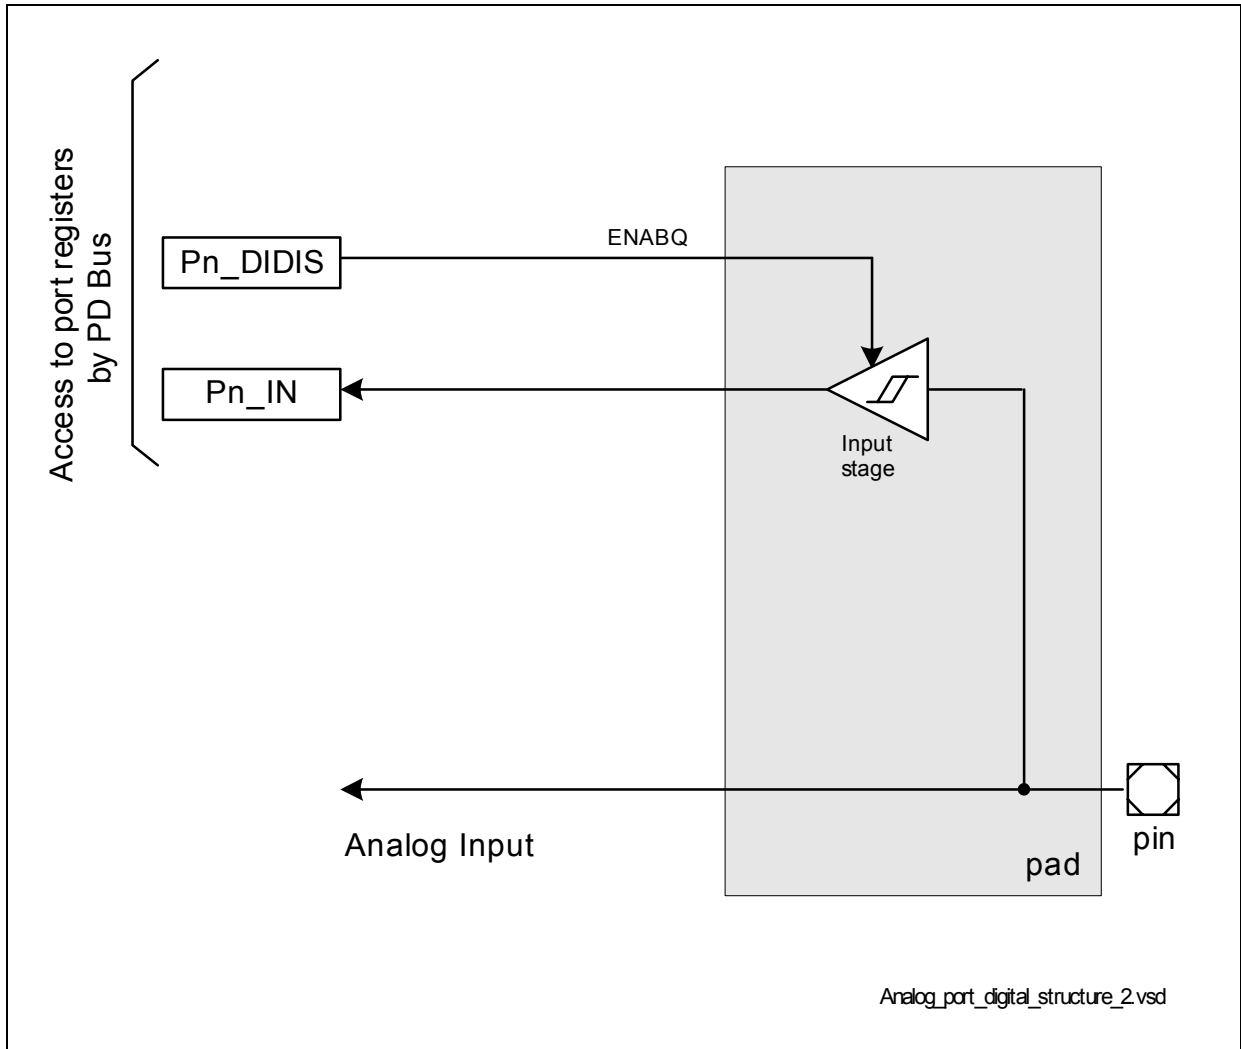 Access to port registers
by PD Bus
Pn_DIDIS
ENABQ
Pn_IN
Input
stage
Analog Input
pad
pin
Analog_port_digital_structure_2.vsd